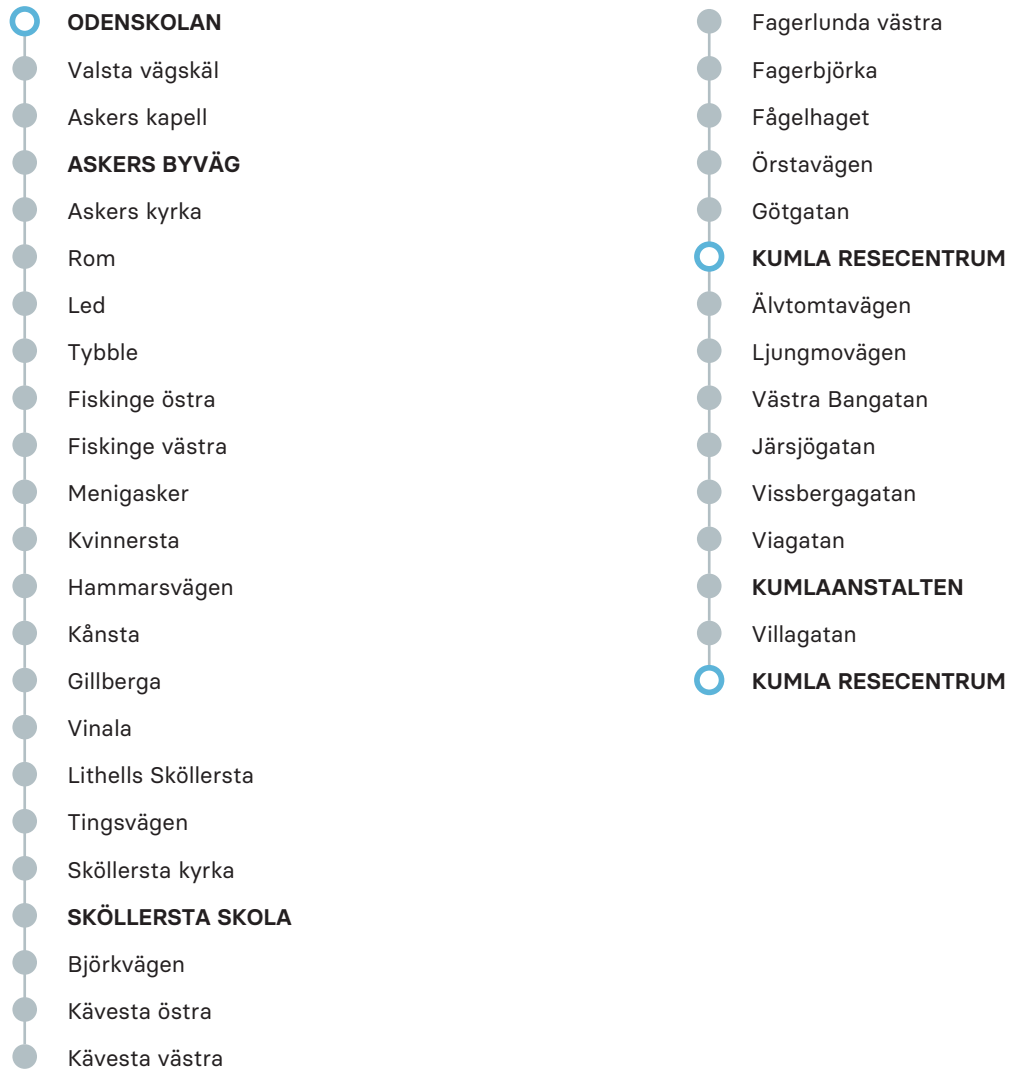 ODENSKOLAN
Valsta vägskäl
Askers kapell
ASKERS BYVÄG
Askers kyrka
Rom
Led
Tybble
Fiskinge östra
Fiskinge västra
Menigasker
Kvinnersta
Hammarsvägen
Kånsta
Gillberga
Vinala
Lithells Sköllersta
Tingsvägen
Sköllersta kyrka
SKÖLLERSTA SKOLA
Björkvägen
Kävesta östra
Kävesta västra
Fagerlunda västra
Fagerbjörka
Fågelhaget
Örstavägen
Götgatan
KUMLA RESECENTRUM
Älvtomtavägen
Ljungmovägen
Västra Bangatan
Järsjögatan
Vissbergagatan
Viagatan
KUMLAANSTALTEN
Villagatan
KUMLA RESECENTRUM